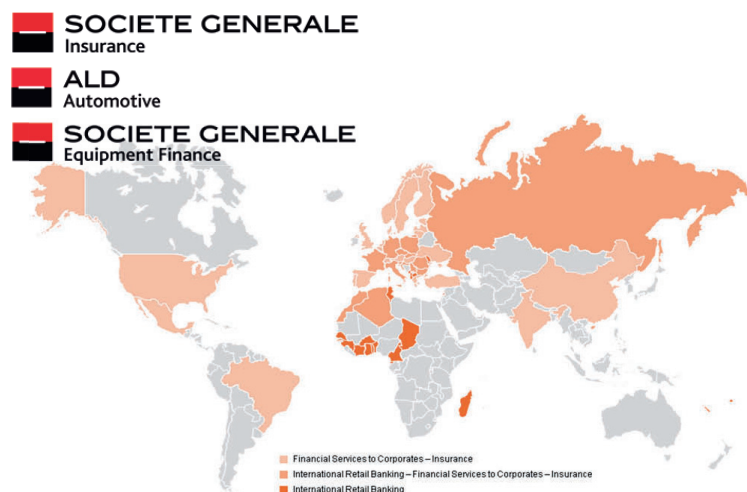 SOCIETE GENERALE
Insurance
ALD
Automotive
SOCIETE GENERALE
Equipment Finance
Financial Services to Corporates – Insurance
International Retail Banking – Financial Services to Corporates – Insurance
International Retail Banking